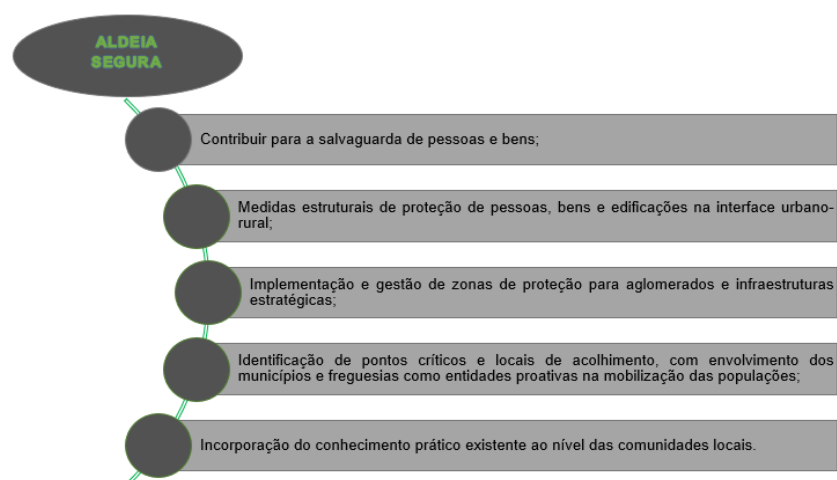 ALDEIA
SEGURA
Contribuir para a salvaguarda de pessoas e bens;
Medidas estruturais de proteção de pessoas, bens e edificações na interface urbano-
rural;
Implementação e gestão de zonas de proteção para aglomerados e infraestruturas
estratégicas;
Identificação de pontos críticos e locais de acolhimento, com envolvimento dos
municípios e freguesias como entidades proativas na mobilização das populações;
Incorporação do conhecimento prático existente ao nível das comunidades locais.